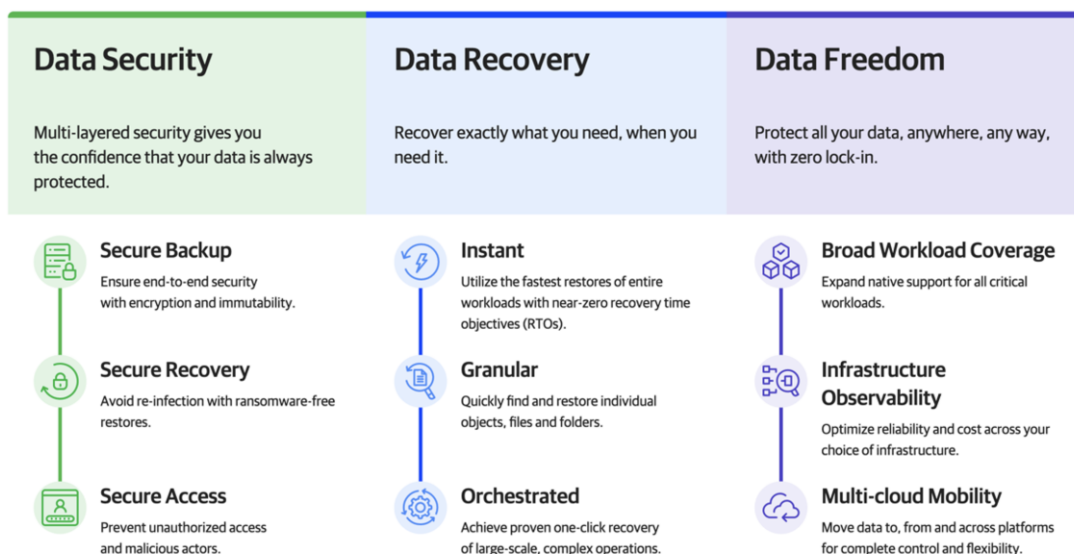 Data Security
Multi-layered security gives you
the confidence that your data is always
protected.
Secure Backup
Ensure end-to-end security
with encryption and immutability.
Secure Recovery
Avoid re-infection with ransomware-free
restores.
Secure Access
Prevent unauthorized access
and malicious actors.
Data Recovery
Recover exactly what you need, when you
need it.
Instant
Utilize the fastest restores of entire
workloads with near-zero recovery time
objectives (RTOs).
Granular
Quickly find and restore individual
objects, files and folders.
Orchestrated
Achieve proven one-click recovery
of large-scale, complex operations.
Data Freedom
Protect all your data, anywhere, any way,
with zero lock-in.
Broad Workload Coverage
Expand native support for all critical
workloads.
Infrastructure
Observability
Optimize reliability and cost across your
choice of infrastructure.
Multi-cloud Mobility
Move data to, from and across platforms
for complete control and flexibility.